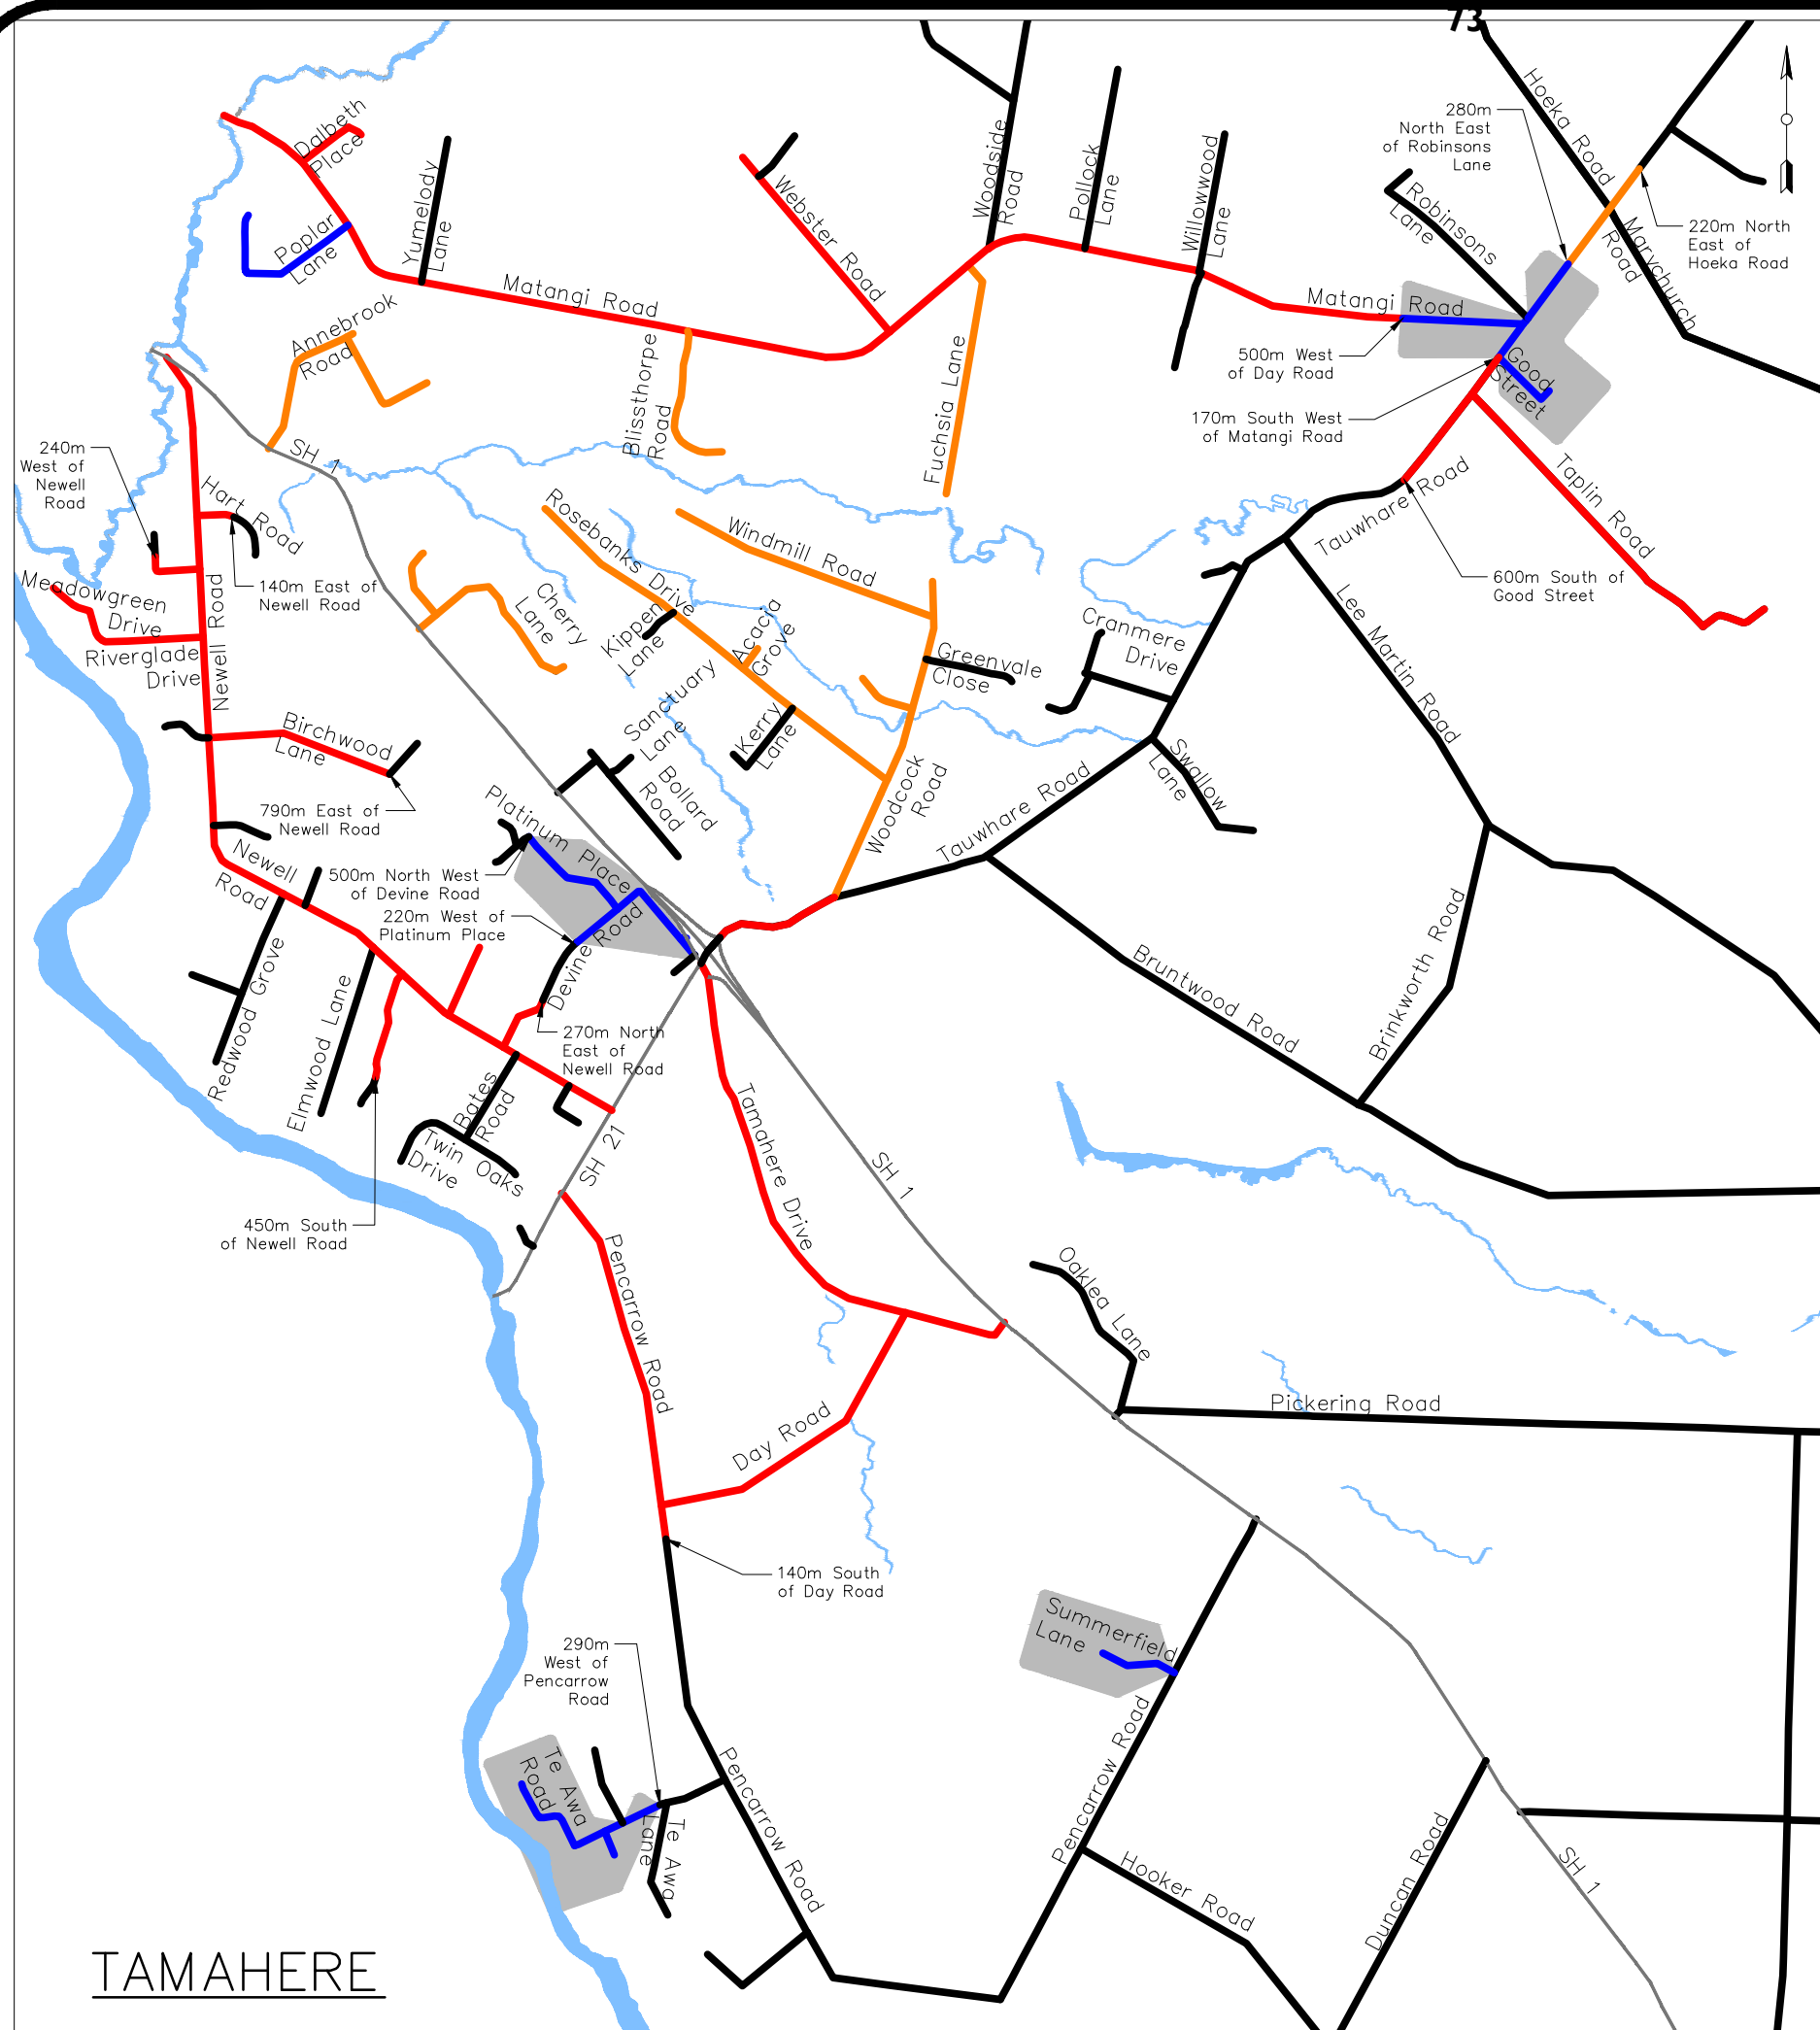 73
Hoeka Road
280m
North East
of Robinsons
Lane
Dalbeth
Place
Yumelody
Lane
Woodside
Road
Pollock
Lane
Willowwood
Lane
Robinsons
Lane
Webster Road
Poplar
Lane
220m North
East of
Hoeka Road
Marychurch
Road
Matangi Road
Matangi Road
Annebrook
Road
Blissthorpe
Road
Fuchsia Lane
500m West
of Day Road
Good
Street
170m South West
of Matangi Road
SH 1
240m
West of
Newell
Road
Hart Road
Taplin Road
Tauwhare Road
Rosebanks Drive
Windmill Road
600m South of
Good Street
140m East of
Newell Road
Meadowgreen
Drive
Newell Road
Cherry
Lane
Kippen
Lane
Acacia
Grove
Cranmere
Drive
Lee Martin Road
Riverglade
Drive
Greenvale
Close
Sanctuary
Lane
Kerry
Lane
Birchwood
Lane
Swallow
Lane
Bollard
Road
Woodcock
Road
Tauwhare Road
790m East of
Newell Road
Platinum Place
Newell
Road
500m North West
of Devine Road
220m West of
Platinum Place
Devine Road
Redwood Grove
Elmwood Lane
Bruntwood Road
Brinkworth Road
270m North
East of
Newell Road
Bates
Road
Twin Oaks
Drive
SH 21
Tamahere Drive
SH 1
450m South
of Newell Road
Pencarrow Road
Oaklea Lane
Pickering Road
Day Road
140m South
of Day Road
Summerfield
Lane
290m
West of
Pencarrow
Road
Te Awa
Road
Te Awa
Lane
Pencarrow Road
Pencarrow Road
Hooker Road
Duncan Road
SH 1
TAMAHERE